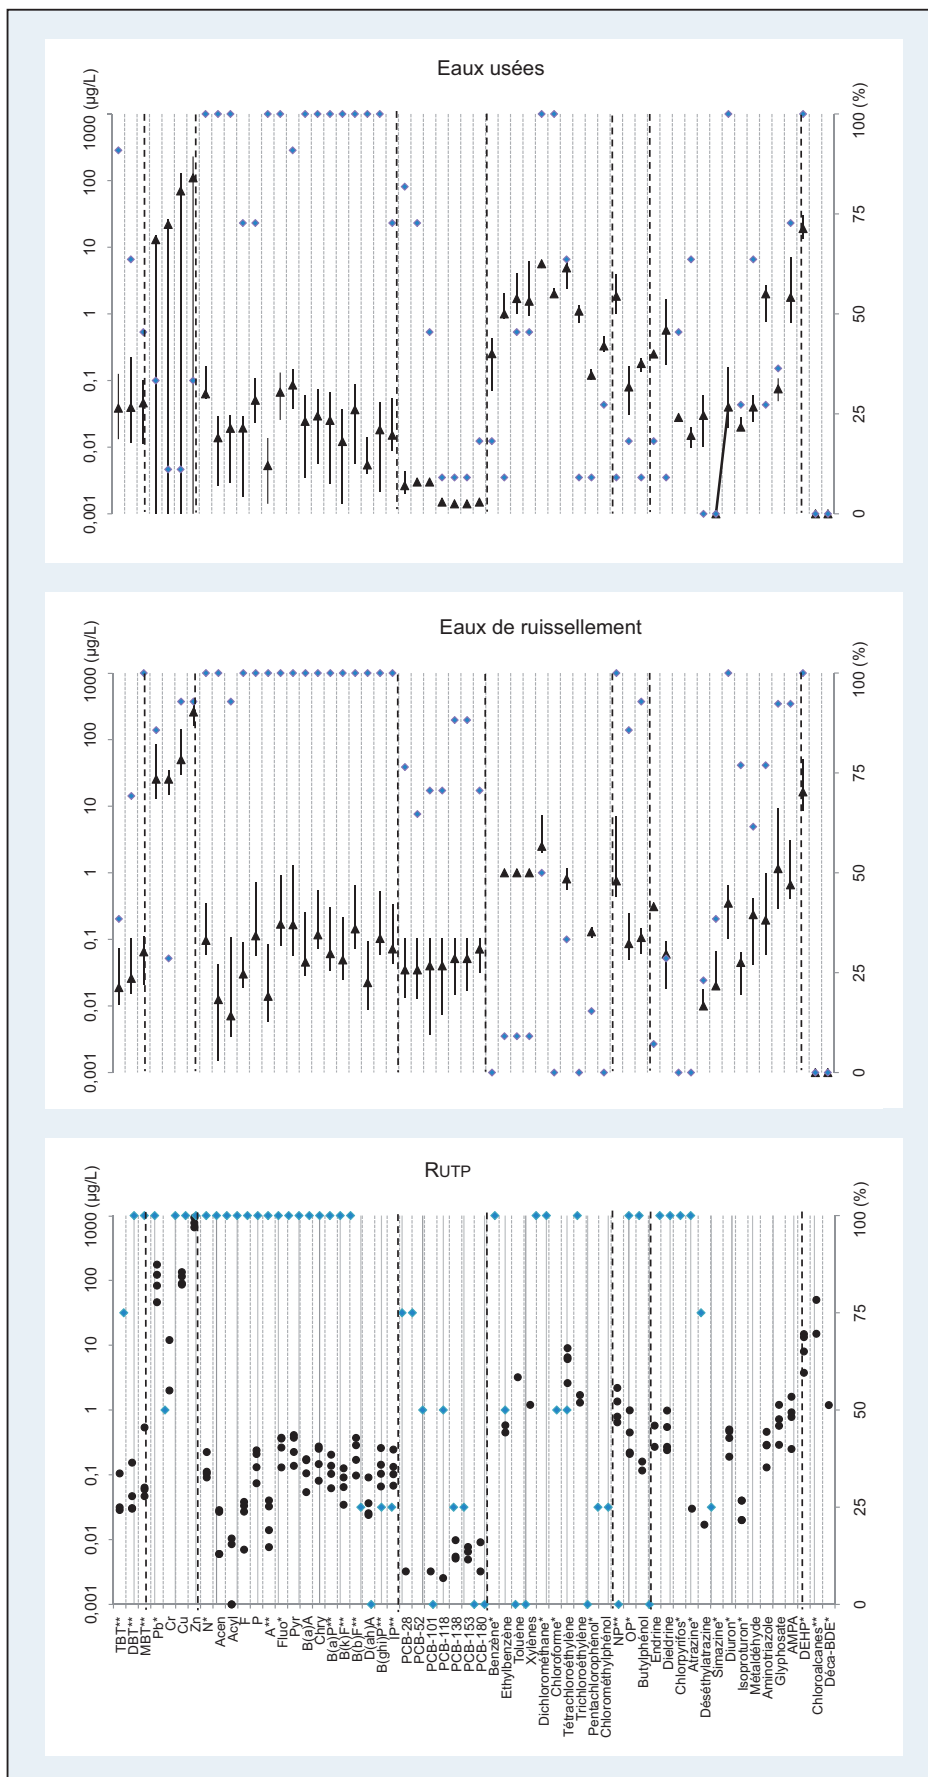 Eaux usées
1000 (µg/L)
100
10
1
0,1
0,01
0,001
100 (%)
75
50
25
0
Eaux de ruissellement
1000 (µg/L)
100
10
1
0,1
0,01
0,001
100 (%)
75
50
25
0
RUTP
1000 (µg/L)
100
10
1
0,1
0,01
0,001
100 (%)
75
50
25
0
TBT**
DBT**
MBT**
Pb*
Cr
Cu
Zn
N*
Acen
Acyl
F
P
A**
Fluo*
Pyr
B(a)A
Chry
B(a)P**
B(k)F**
B(b)F**
D(ah)A
B(ghi)P**
IP**
PCB-28
PCB-52
PCB-101
PCB-118
PCB-138
PCB-153
PCB-180
Benzène*
Ethylbenzène
Toluène
Xylènes
Dichlorométhane*
Chloroforme*
Tétrachloroéthylène
Trichloroéthylène
Pentachlorophénol*
Chlorométhylphénol
NP**
OP*
Butylphénol
Endrine
Dieldrine
Chlorpyrifos*
Atrazine*
Déséthylatrazine
Simazine*
Diuron*
Isoproturon*
Métaldéhyde
Aminotriazole
Glyphosate
AMPA
DEHP*
Chloroalcanes**
Déca-BDE*